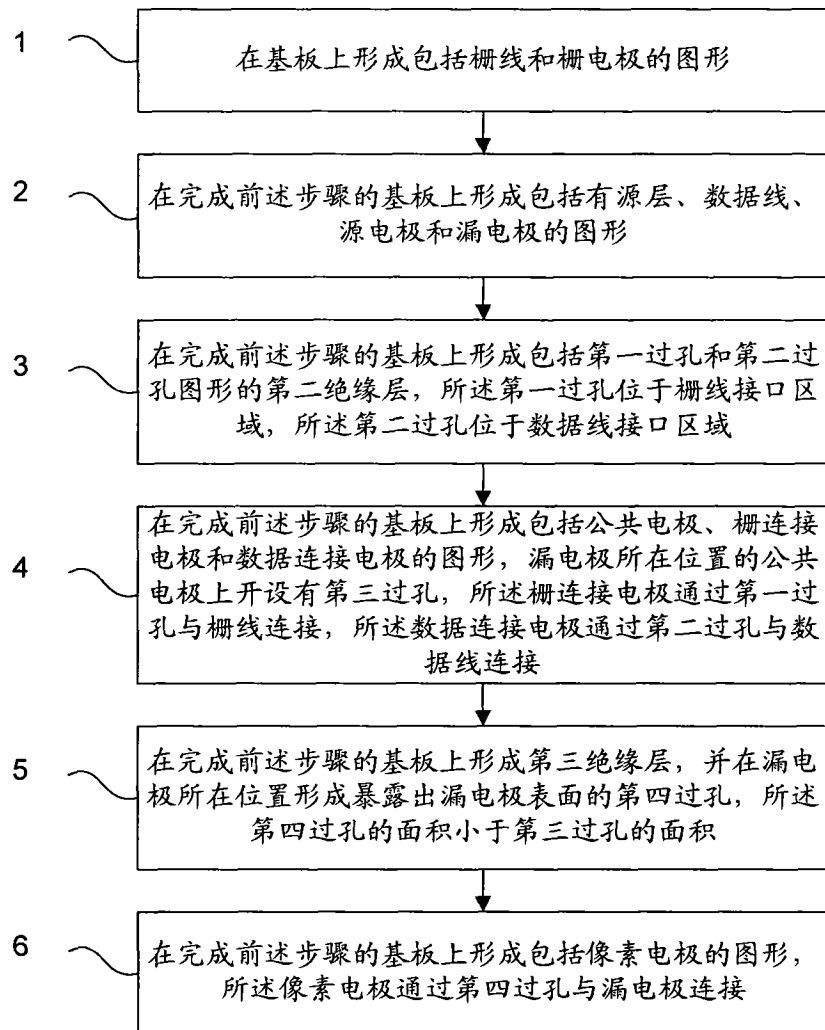 1
在基板上形成包括栅线和栅电极的图形
2
在完成前述步骤的基板上形成包括有源层、数据线、
源电极和漏电极的图形
3
在完成前述步骤的基板上形成包括第一过孔和第二过
孔图形的第二绝缘层，所述第一过孔位于栅线接口区
域，所述第二过孔位于数据线接口区域
4
在完成前述步骤的基板上形成包括公共电极、栅连接
电极和数据连接电极的图形，漏电极所在位置的公共
电极上开设有第三过孔，所述栅连接电极通过第一过
孔与栅线连接，所述数据连接电极通过第二过孔与数
据线连接
5
在完成前述步骤的基板上形成第三绝缘层，并在漏电
极所在位置形成暴露出漏电极表面的第四过孔，所述
第四过孔的面积小于第三过孔的面积
6
在完成前述步骤的基板上形成包括像素电极的图形，
所述像素电极通过第四过孔与漏电极连接